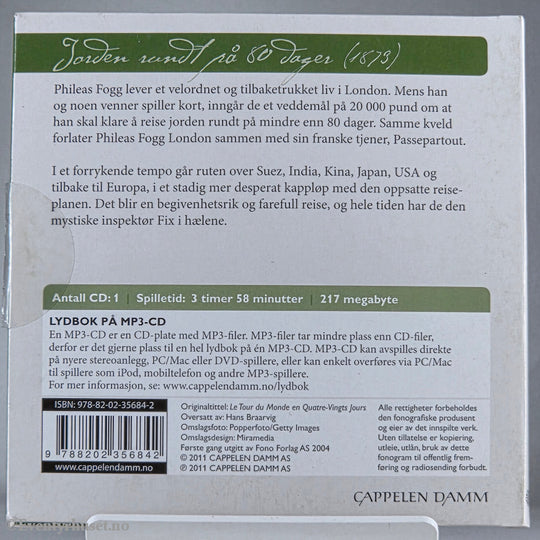 Jorden rundt på 80 dager (1873)
Phileas Fogg lever et velordnet og tilbaketrukket liv i London. Mens han
og noen venner spiller kort, inngår de et veddemål på 20 000 pund om at
han skal klare å reise jorden rundt på mindre enn 80 dager. Samme kveld
forlater Phileas Fogg London sammen med sin franske tjener, Passepartout.
I et forrykende tempo går ruten over Suez, India, Kina, Japan, USA og
tilbake til Europa, i et stadig mer desperat kappløp med den oppsatte reise-
planen. Det blir en begivenhetsrik og farefull reise, og hele tiden har de den
mystiske inspektør Fix i hælene.
Antall CD: 1 | Spilletid: 3 timer 58 minutter | 217 megabyte
LYDBOK PÅ MP3-CD
En MP3-CD er en CD-plate med MP3-filer. MP3-filer tar mindre plass enn CD-filer,
derfor er det gjerne plass til en hel lydbok på én MP3-CD. MP3-CD kan avspilles direkte
på nyere stereoanlegg, PC/Mac eller DVD-spillere, eller kan enkelt overføres via PC/Mac
til spillere som iPod, mobiltelefon og andre MP3-spillere.
For mer informasjon, se: www.cappelendamm.no/lydbok
ISBN 978-82-02-35684-2
9 788202 356842
www.cappelendamm.no
Originaltittel: Le Tour du Monde en Quatre-Vingts Jours
Oversatt av: Hans Braarvig
Omslagsfoto: Popperfoto/Getty Images
Omslagsdesign: Miramedia
Første gang utgitt av Fono Forlag AS 2004
© 2011 CAPPELEN DAMM AS
℗ 2011 CAPPELEN DAMM AS
Alle rettigheter forbeholdes
den fonografiske produsent
og eier av det innspilte verk.
Uten tillatelse er kopiering,
utleie, utlån, bruk av dette
fonogram til offentlig frem-
føring og radiosending forbudt.
CAPPELEN DAMM
© Eventyrhuset.no